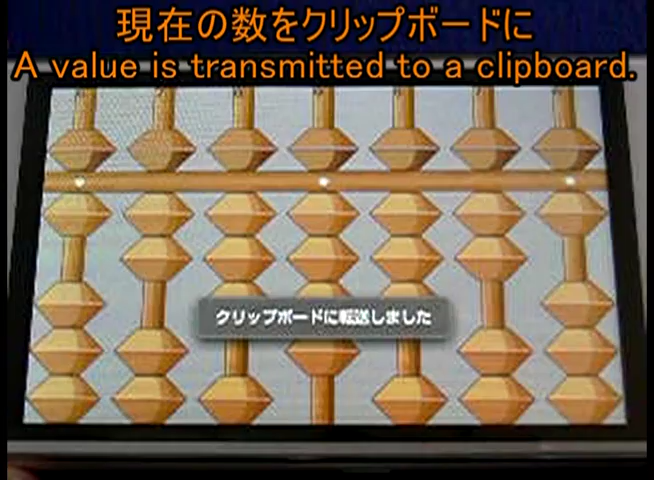 現在の数をクリップボードに
A value is transmitted to a clipboard.
クリップボードに転送しました